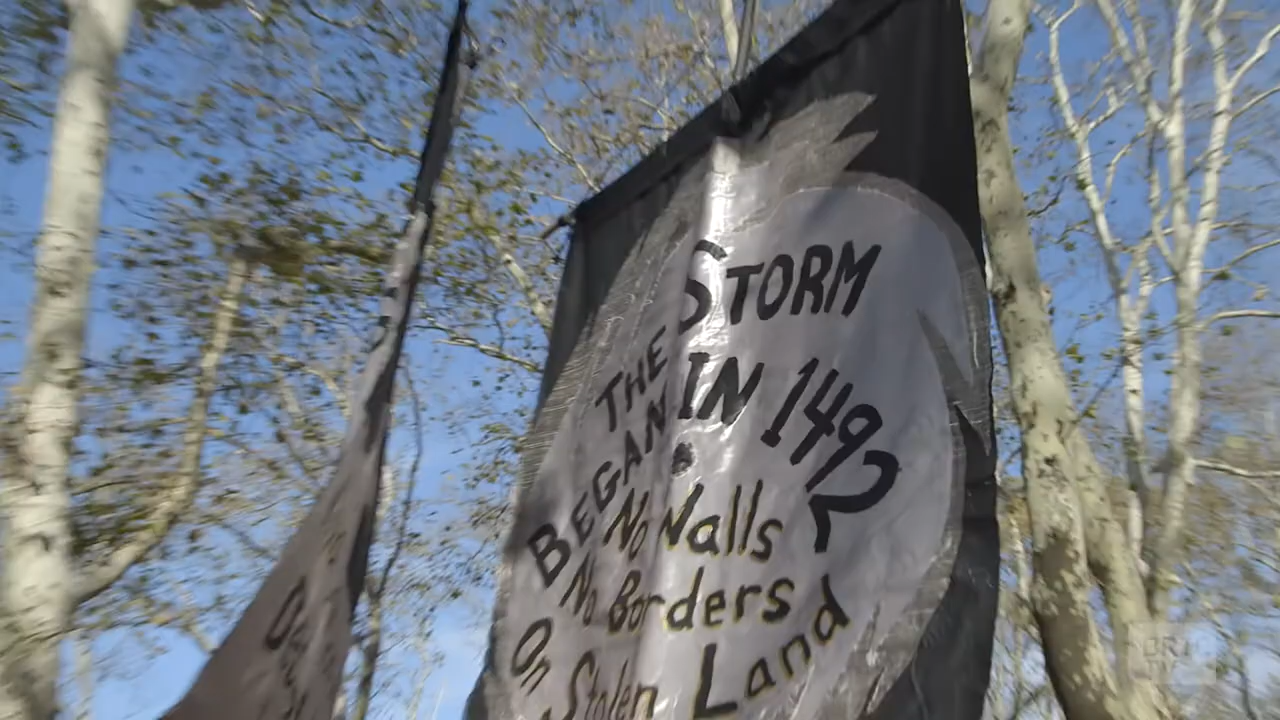 THE STORM
BEGAN IN 1492
No Walls
No Borders
On Stolen Land